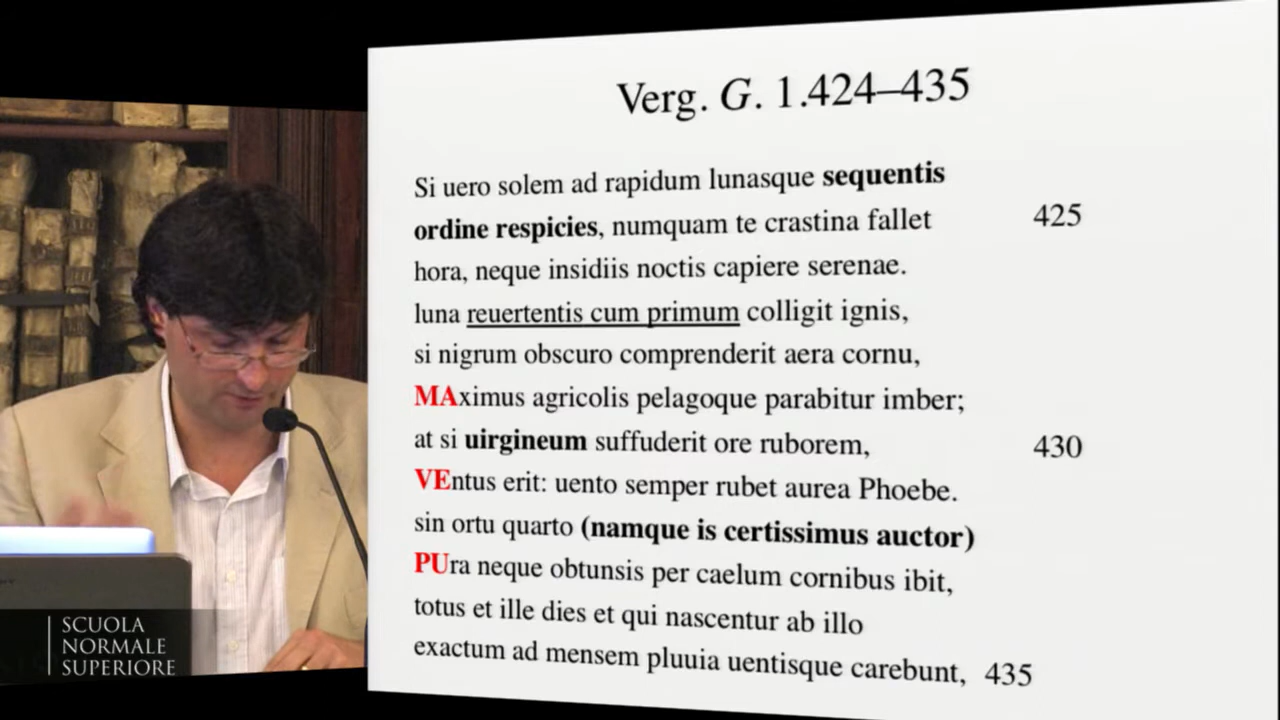 Verg. G. 1.424–435
Si uero solem ad rapidum lunasque sequentis
ordine respicies, numquam te crastina fallet 425
hora, neque insidiis noctis capiere serenae.
luna reuertentis cum primum colligit ignis,
si nigrum obscuro comprenderit aera cornu,
MAximus agricolis pelagoque parabitur imber;
at si uirgineum suffuderit ore ruborem, 430
VEntus erit: uento semper rubet aurea Phoebe.
sin ortu quarto (namque is certissimus auctor)
PUra neque obtunsis per caelum cornibus ibit,
totus et ille dies et qui nascentur ab illo
exactum ad mensem pluuia uentisque carebunt, 435
SCUOLA
NORMALE
SUPERIORE